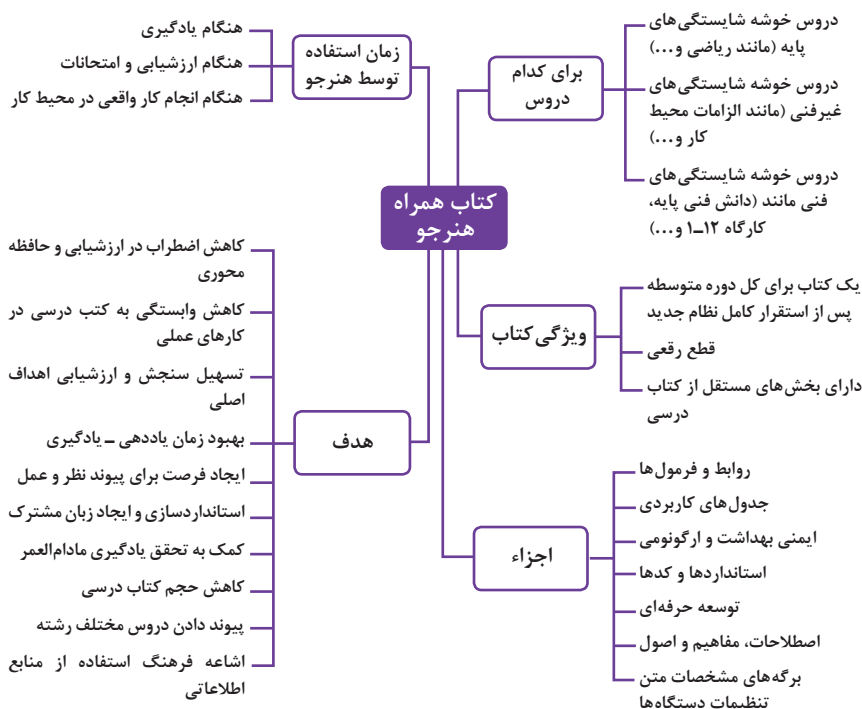 کتاب همراه
هنرجو
برای کدام
دروس
دروس خوشه شایستگی‌های
پایه (مانند ریاضی و...)
دروس خوشه شایستگی‌های
غیرفنی (مانند الزامات محیط
کار و...)
دروس خوشه شایستگی‌های
فنی مانند (دانش فنی پایه،
کارگاه ۱۲ـ۱ و...)
ویژگی کتاب
یک کتاب برای کل دوره متوسطه
پس از استقرار کامل نظام جدید
قطع رقعی
دارای بخش‌های مستقل از کتاب
درسی
اجزاء
روابط و فرمول‌ها
جدول‌های کاربردی
ایمنی بهداشت و ارگونومی
استانداردها و کدها
توسعه حرفه‌ای
اصطلاحات، مفاهیم و اصول
برگه‌های مشخصات متن
تنظیمات دستگاه‌ها
زمان استفاده
توسط هنرجو
هنگام یادگیری
هنگام ارزشیابی و امتحانات
هنگام انجام کار واقعی در محیط کار
هدف
کاهش اضطراب در ارزشیابی و حافظه
محوری
کاهش وابستگی به کتب درسی در
کارهای عملی
تسهیل سنجش و ارزشیابی اهداف
اصلی
بهبود زمان یاددهی ـ یادگیری
ایجاد فرصت برای پیوند نظر و عمل
استانداردسازی و ایجاد زبان مشترک
کمک به تحقق یادگیری مادام‌العمر
کاهش حجم کتاب درسی
پیوند دادن دروس مختلف رشته
اشاعه فرهنگ استفاده از منابع
اطلاعاتی